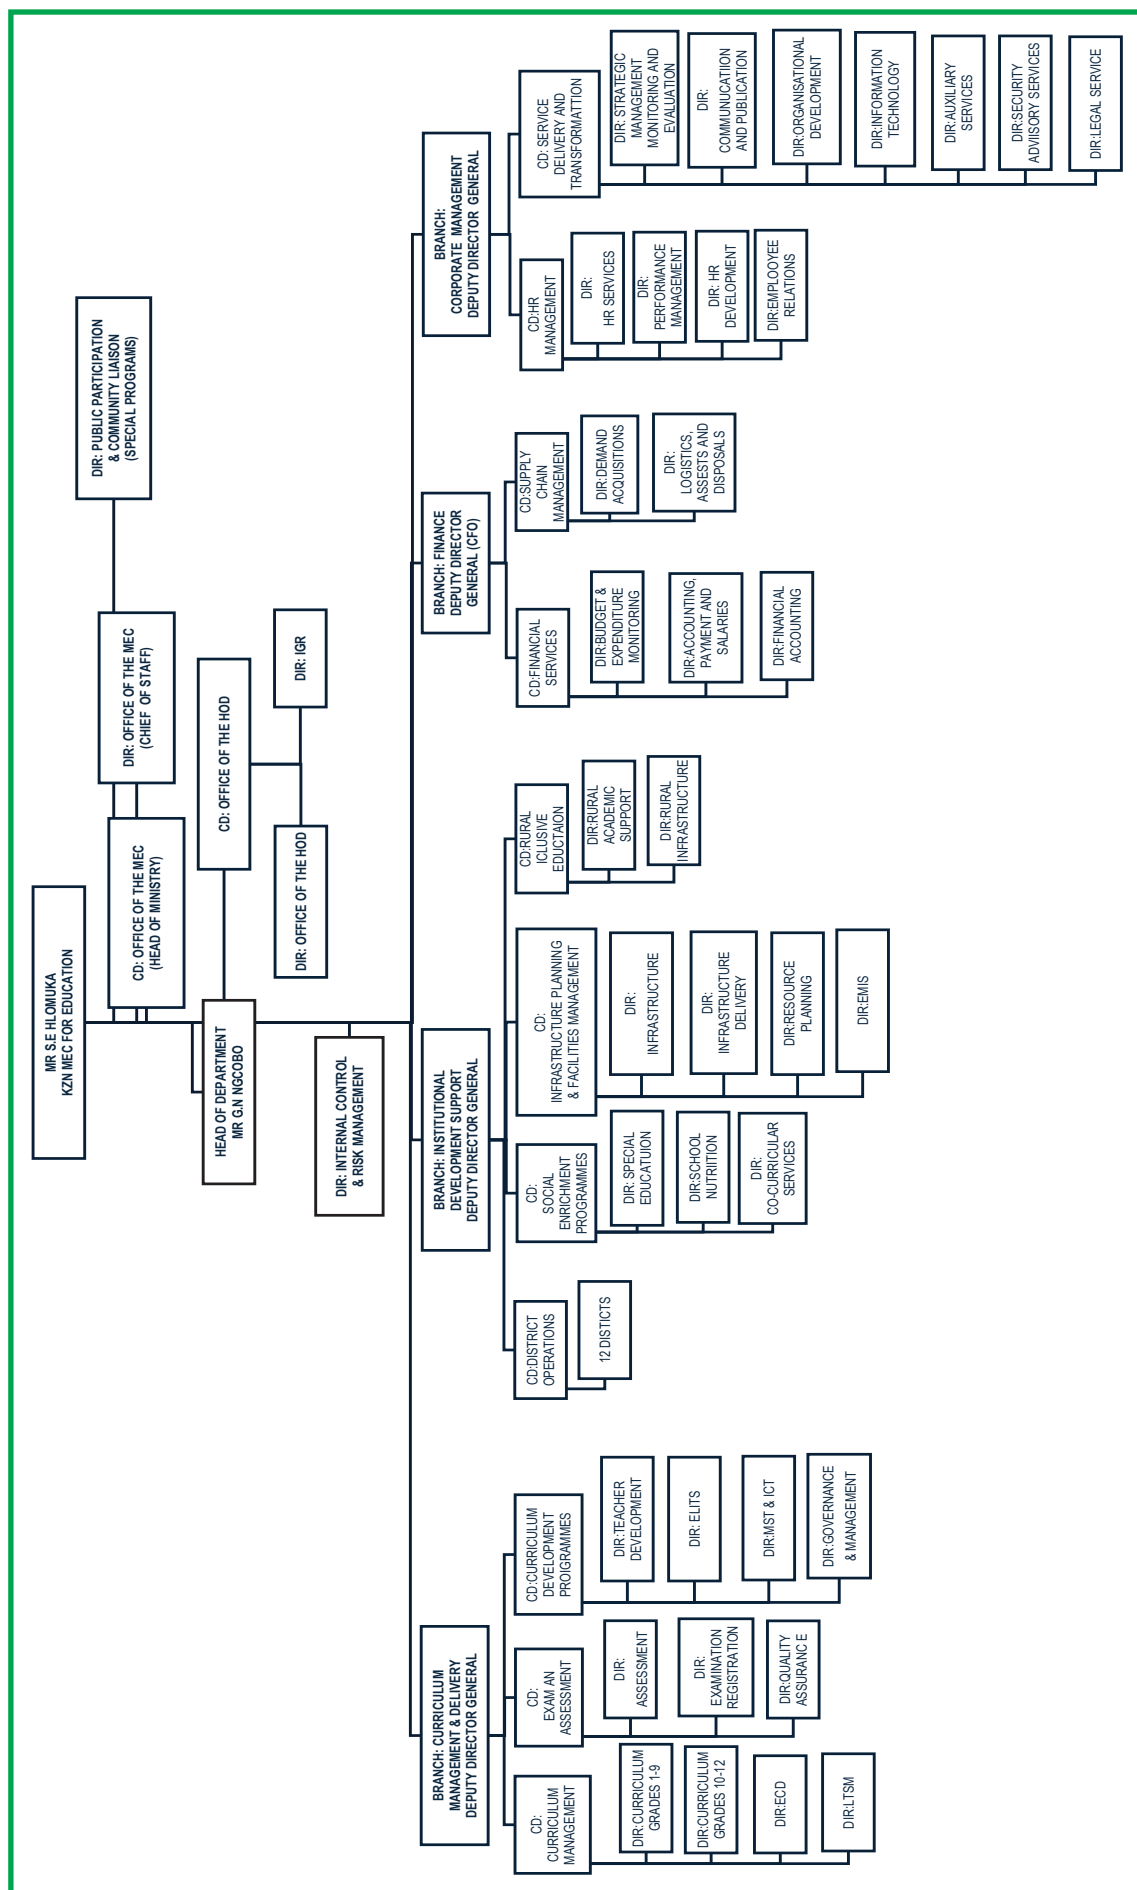 MR S.E HLOMUKA
KZN MEC FOR EDUCATION
CD: OFFICE OF THE MEC
(HEAD OF MINISTRY)
DIR: OFFICE OF THE MEC
(CHIEF OF STAFF)
DIR: PUBLIC PARTICIPATION
& COMMUNITY LIAISON
(SPECIAL PROGRAMS)
HEAD OF DEPARTMENT
MR G.N NGCOBO
CD: OFFICE OF THE HOD
DIR: OFFICE OF THE HOD
DIR: IGR
DIR: INTERNAL CONTROL
& RISK MANAGEMENT
BRANCH: CURRICULUM
MANAGEMENT & DELIVERY
DEPUTY DIRECTOR GENERAL
CD:
CURRICULUM
MANAGEMENT
DIR:CURRICULUM
GRADES 1-9
DIR:CURRICULUM
GRADES 10-12
DIR:ECD
DIR:LTSM
CD:
EXAM AN
ASSESSMENT
DIR:
ASSESSMENT
DIR:
EXAMINATION
REGISTRATION
DIR:QUALITY
ASSURANC E
CD:CURRICULUM
DEVELOPMENT
PROIGRAMMES
DIR:TEACHER
DEVELOPMENT
DIR: ELITS
DIR:MST & ICT
DIR:GOVERNANCE
& MANAGEMENT
BRANCH: INSTITUTIONAL
DEVELOPMENT SUPPORT
DEPUTY DIRECTOR GENERAL
CD:DISTRICT
OPERATIONS
12 DISTICTS
CD:
SOCIAL
ENRICHMENT
PROGRAMMES
DIR: SPECIAL
EDUCATUION
DIR:SCHOOL
NUTRIITION
DIR:
CO-CURRICULAR
SERVICES
CD:
INFRASTRUCTURE PLANNING
& FACILITIES MANAGEMENT
DIR:
INFRASTRUCTURE
DIR:
INFRASTRUCTURE
DELIVERY
DIR:RESOURCE
PLANNING
DIR:EMIS
CD:RURAL
ICLUSIVE
EDUCTAION
DIR:RURAL
ACADEMIC
SUPPORT
DIR:RURAL
INFRASTRUCTURE
BRANCH: FINANCE
DEPUTY DIRECTOR
GENERAL (CFO)
CD:FINANCIAL
SERVICES
DIR:BUDGET &
EXPENDITURE
MONITORING
DIR:ACCOUNTING,
PAYMENT AND
SALARIES
DIR:FINANCIAL
ACCOUNTING
CD:SUPPLY
CHAIN
MANAGEMENT
DIR:DEMAND
ACQUISITIONS
DIR:
LOGISTICS,
ASSESTS AND
DISPOSALS
BRANCH:
CORPORATE MANAGEMENT
DEPUTY DIRECTOR GENERAL
CD:HR
MANAGEMENT
DIR:
HR SERVICES
DIR:
PERFORMANCE
MANAGEMENT
DIR: HR
DEVELOPMENT
DIR:EMPLOOYEE
RELATIONS
CD: SERVICE
DELIVERY AND
TRANSFORMATTION
DIR: STRATEGIC
MANAGEMENT
MONITORING AND
EVALUATION
DIR:
COMMUNUCATIION
AND PUBLICATION
DIR:ORGANISATIONAL
DEVELOPMENT
DIR:INFORMATION
TECHNOLOGY
DIR:AUXILIARY
SERVICES
DIR:SECURITY
ADVIISORY SERVICES
DIR:LEGAL SERVICE